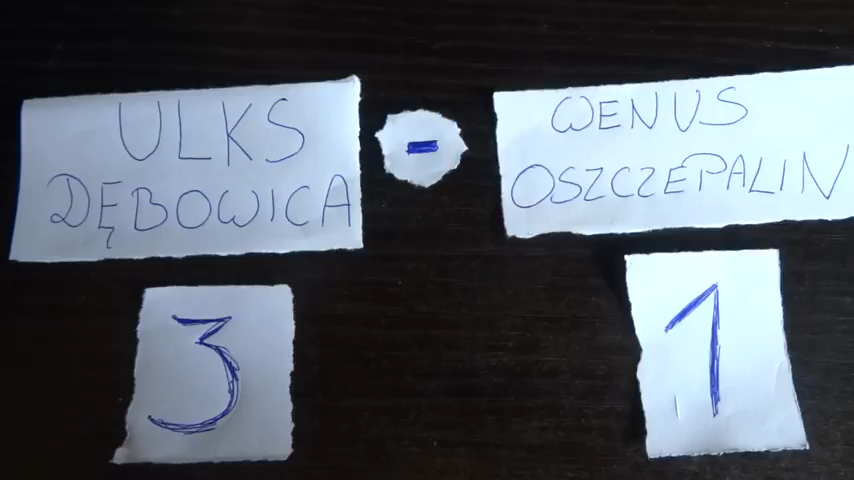 ULKS
DĘBOWICA
-
WENUS
OSZCZEPALIN
3
1